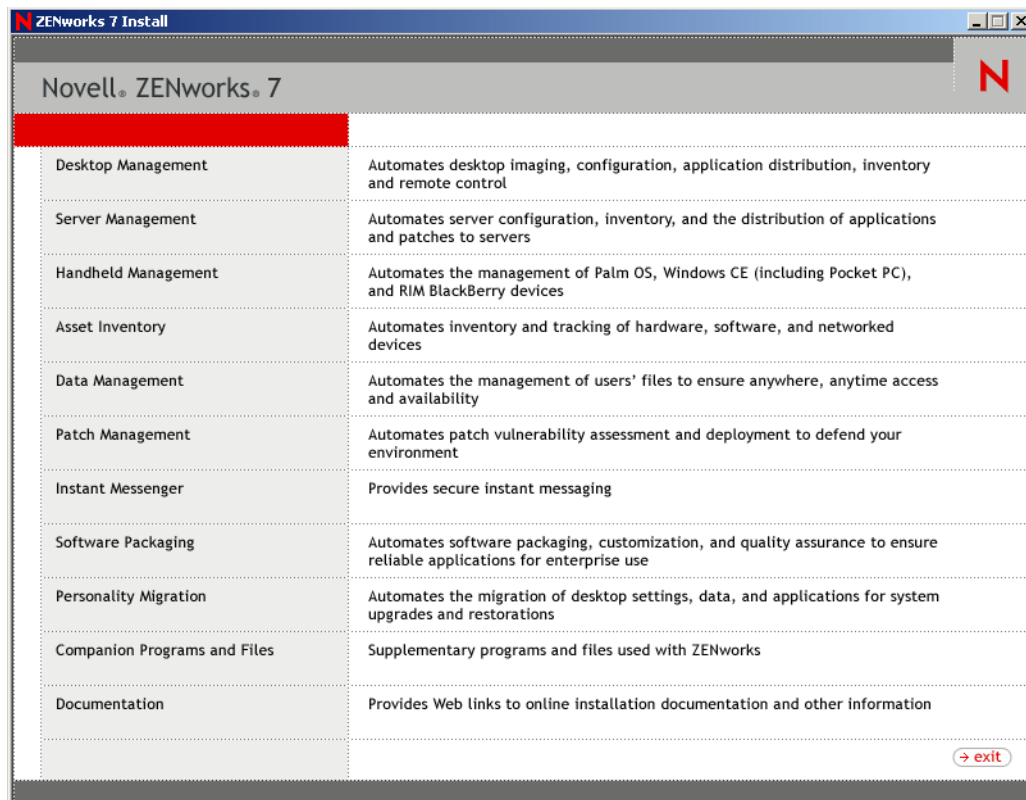 ZENworks 7 Install
Novell® ZENworks® 7
Desktop Management
Automates desktop imaging, configuration, application distribution, inventory
and remote control
Server Management
Automates server configuration, inventory, and the distribution of applications
and patches to servers
Handheld Management
Automates the management of Palm OS, Windows CE (including Pocket PC),
and RIM BlackBerry devices
Asset Inventory
Automates inventory and tracking of hardware, software, and networked
devices
Data Management
Automates the management of users’ files to ensure anywhere, anytime access
and availability
Patch Management
Automates patch vulnerability assessment and deployment to defend your
environment
Instant Messenger
Provides secure instant messaging
Software Packaging
Automates software packaging, customization, and quality assurance to ensure
reliable applications for enterprise use
Personality Migration
Automates the migration of desktop settings, data, and applications for system
upgrades and restorations
Companion Programs and Files
Supplementary programs and files used with ZENworks
Documentation
Provides Web links to online installation documentation and other information
→ exit